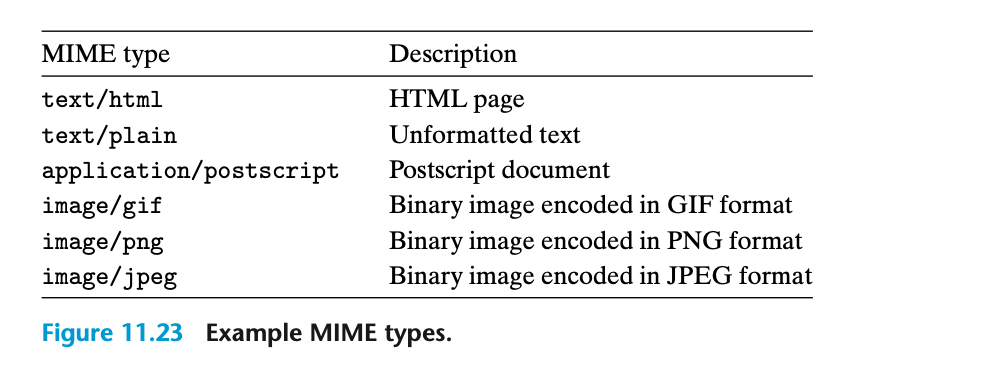 MIME type Description
text/html HTML page
text/plain Unformatted text
application/postscript Postscript document
image/gif Binary image encoded in GIF format
image/png Binary image encoded in PNG format
image/jpeg Binary image encoded in JPEG format
Figure 11.23 Example MIME types.